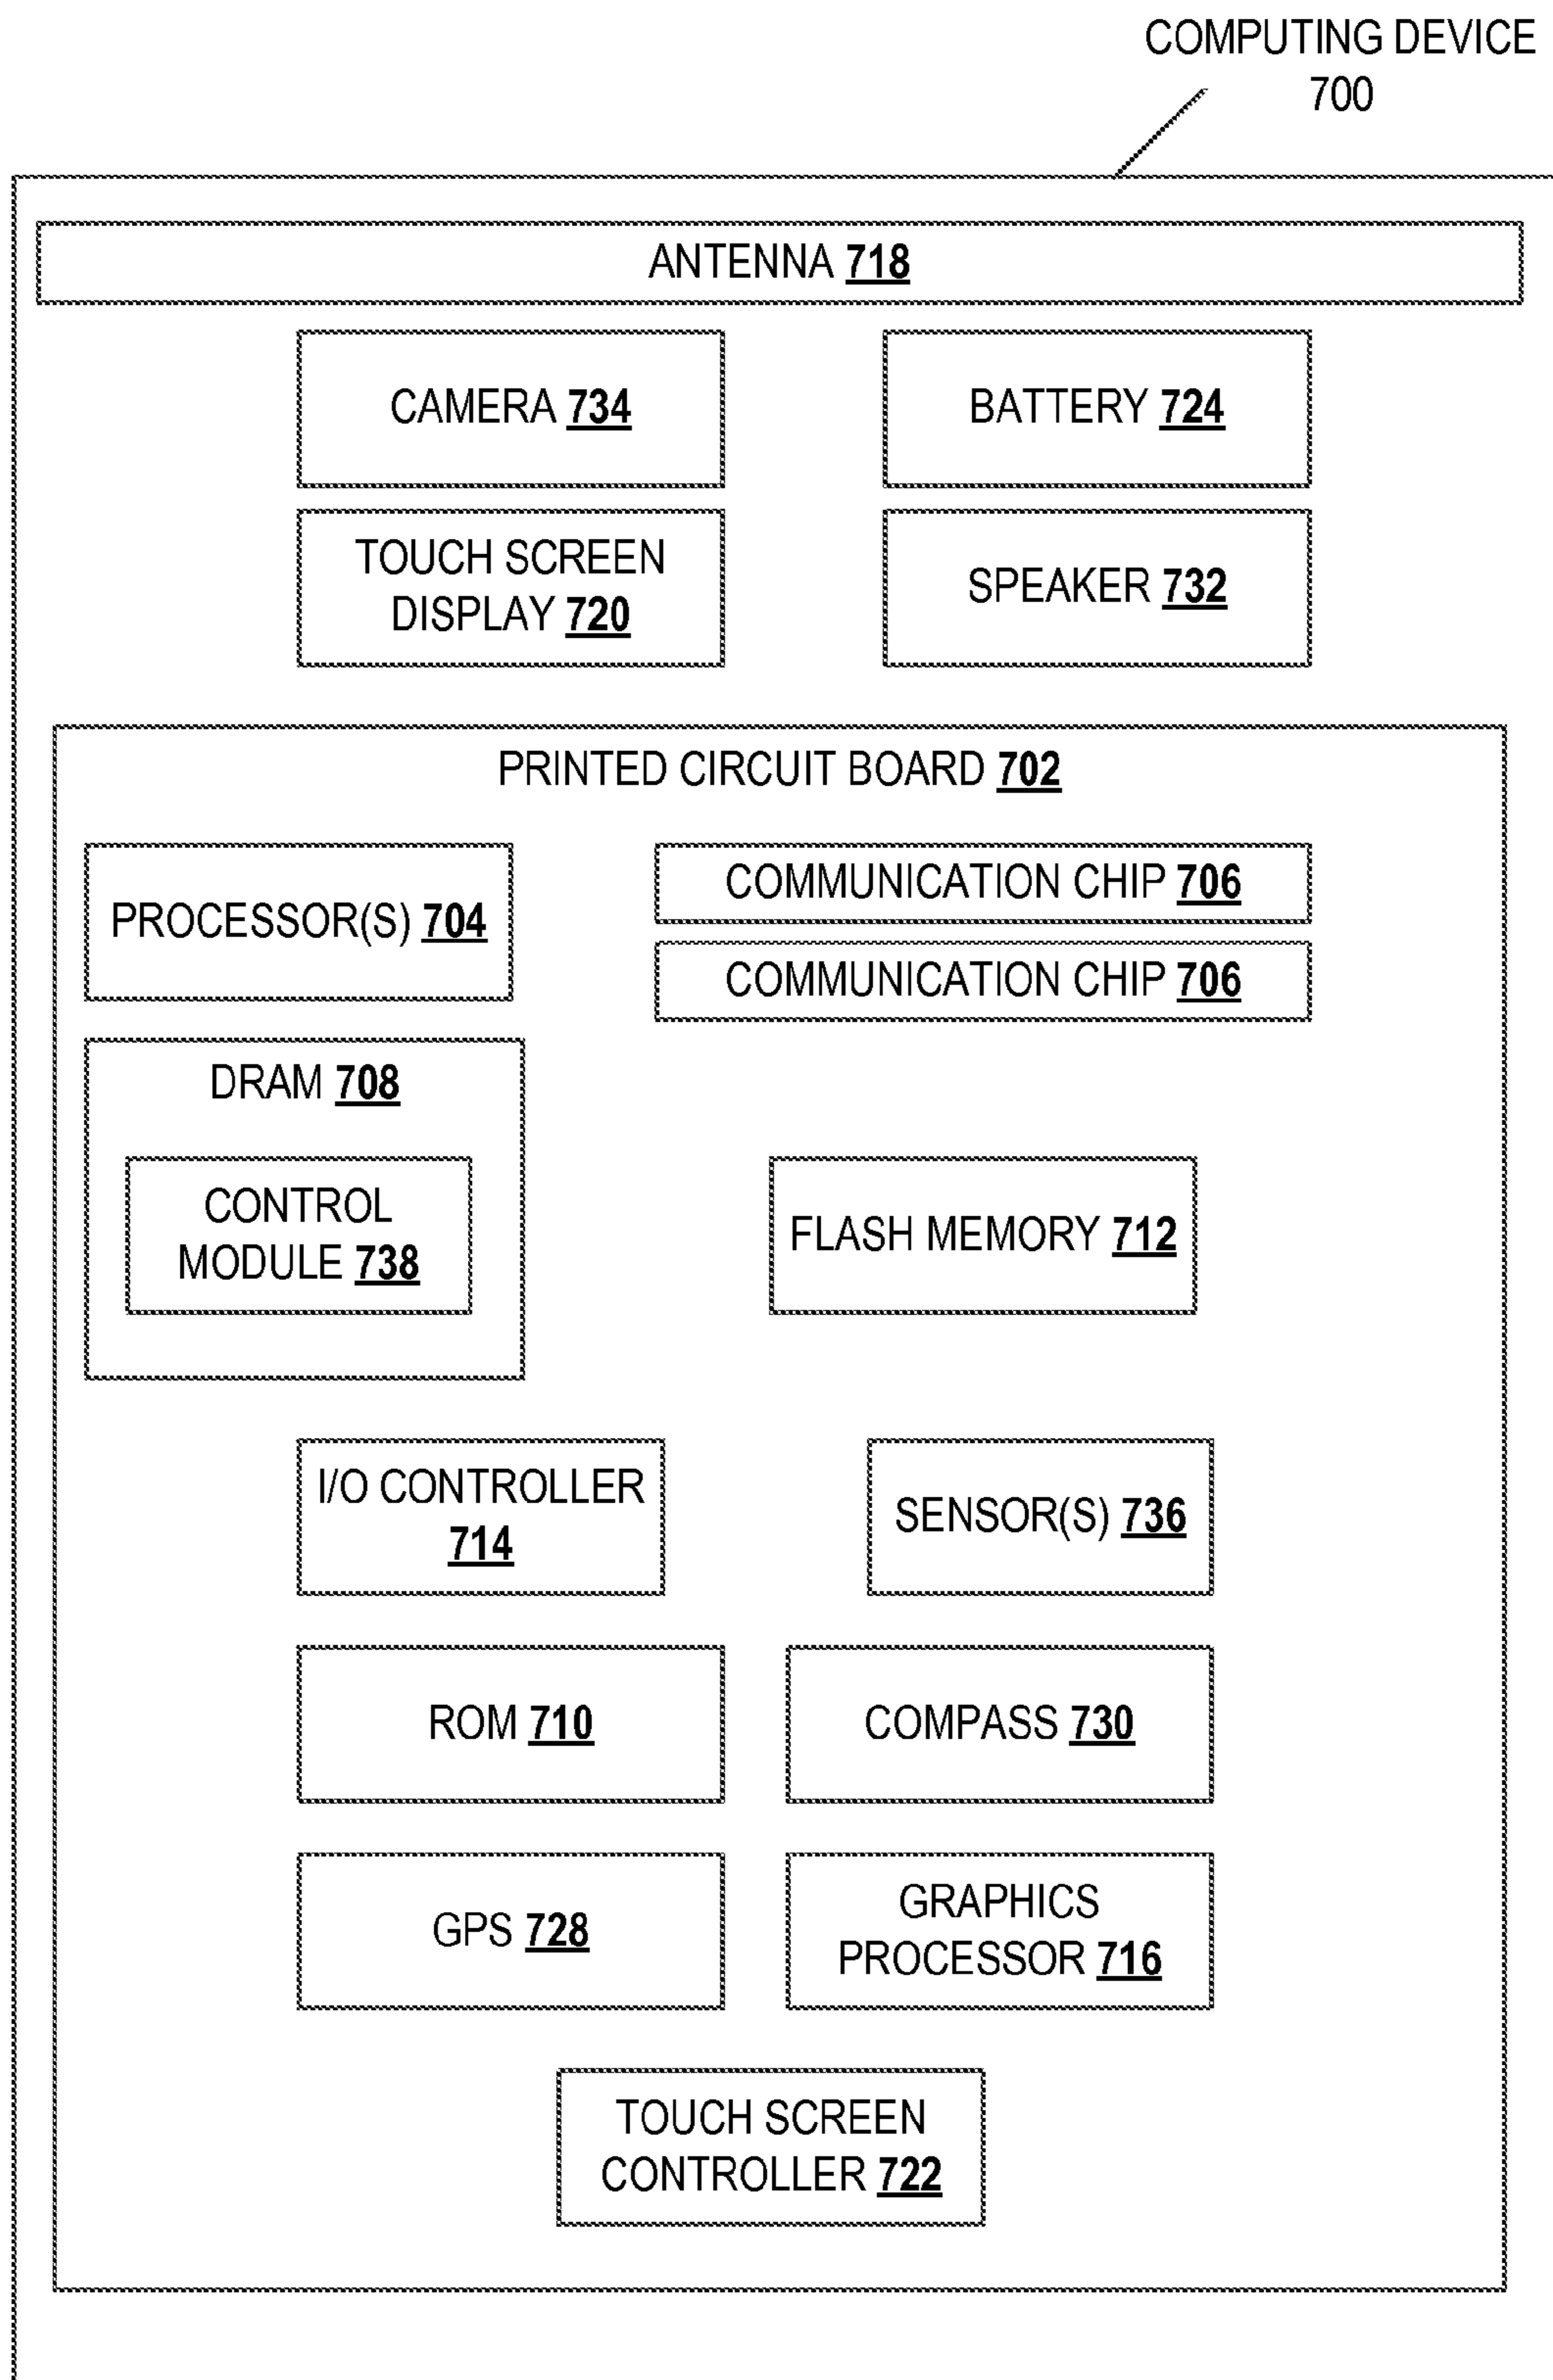 COMPUTING DEVICE
700
ANTENNA 718
CAMERA 734
BATTERY 724
TOUCH SCREEN
DISPLAY 720
SPEAKER 732
PRINTED CIRCUIT BOARD 702
PROCESSOR(S) 704
COMMUNICATION CHIP 706
COMMUNICATION CHIP 706
DRAM 708
CONTROL
MODULE 738
FLASH MEMORY 712
I/O CONTROLLER
714
SENSOR(S) 736
ROM 710
COMPASS 730
GPS 728
GRAPHICS
PROCESSOR 716
TOUCH SCREEN
CONTROLLER 722